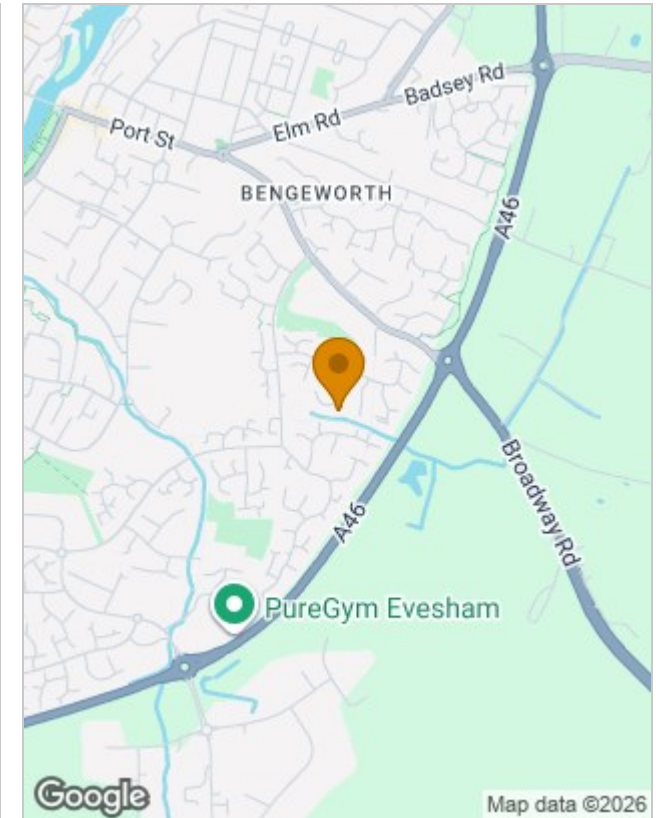 Badsey Rd
Elm Rd
Port St
BENGEWORTH
A46
Broadway Rd
A46
PureGym Evesham
Google
Map data ©2026